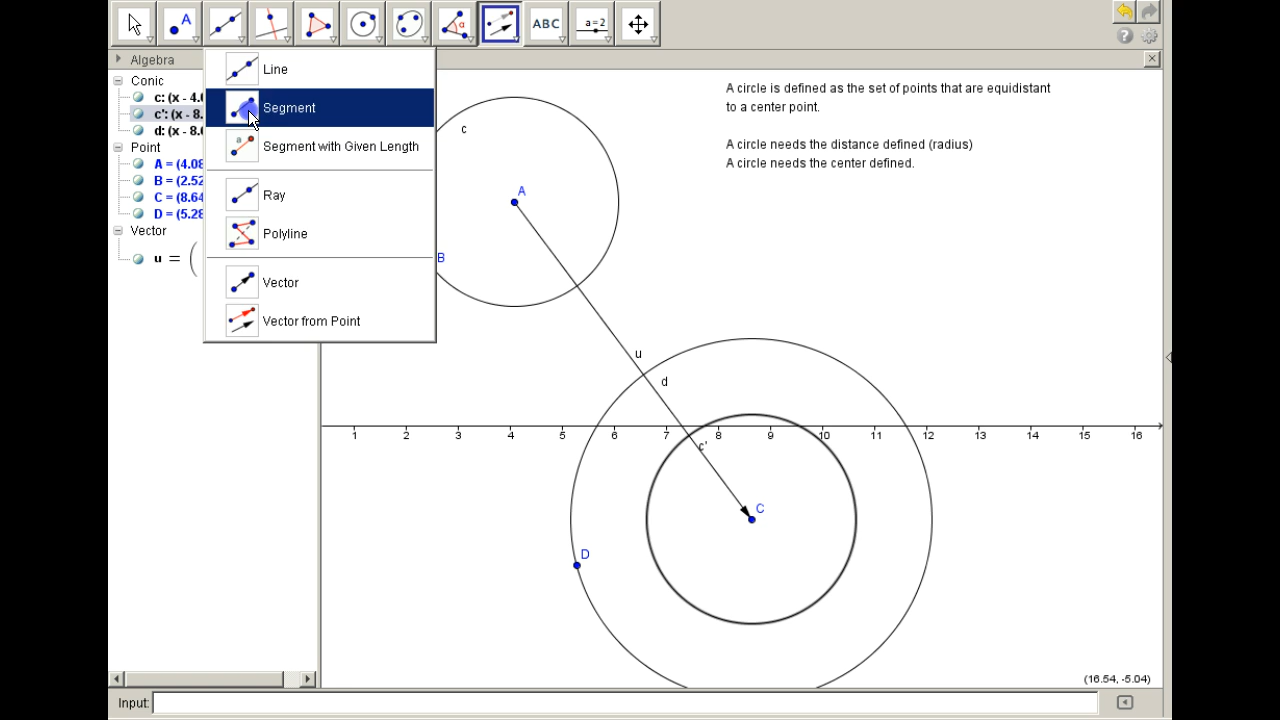 A
α
ABC
a=2
Algebra
Line
Segment
a
Segment with Given Length
Ray
Polyline
Vector
Vector from Point
Conic
c: (x - 4.0
c': (x - 8.
d: (x - 8.0
Point
A = (4.08
B = (2.52
C = (8.64
D = (5.28
Vector
u = (
A circle is defined as the set of points that are equidistant
to a center point.
A circle needs the distance defined (radius)
A circle needs the center defined.
c
A
B
u
d
1 2 3 4 5 6 7 8 9 10 11 12 13 14 15 16
c'
C
D
(16.54, -5.04)
Input: